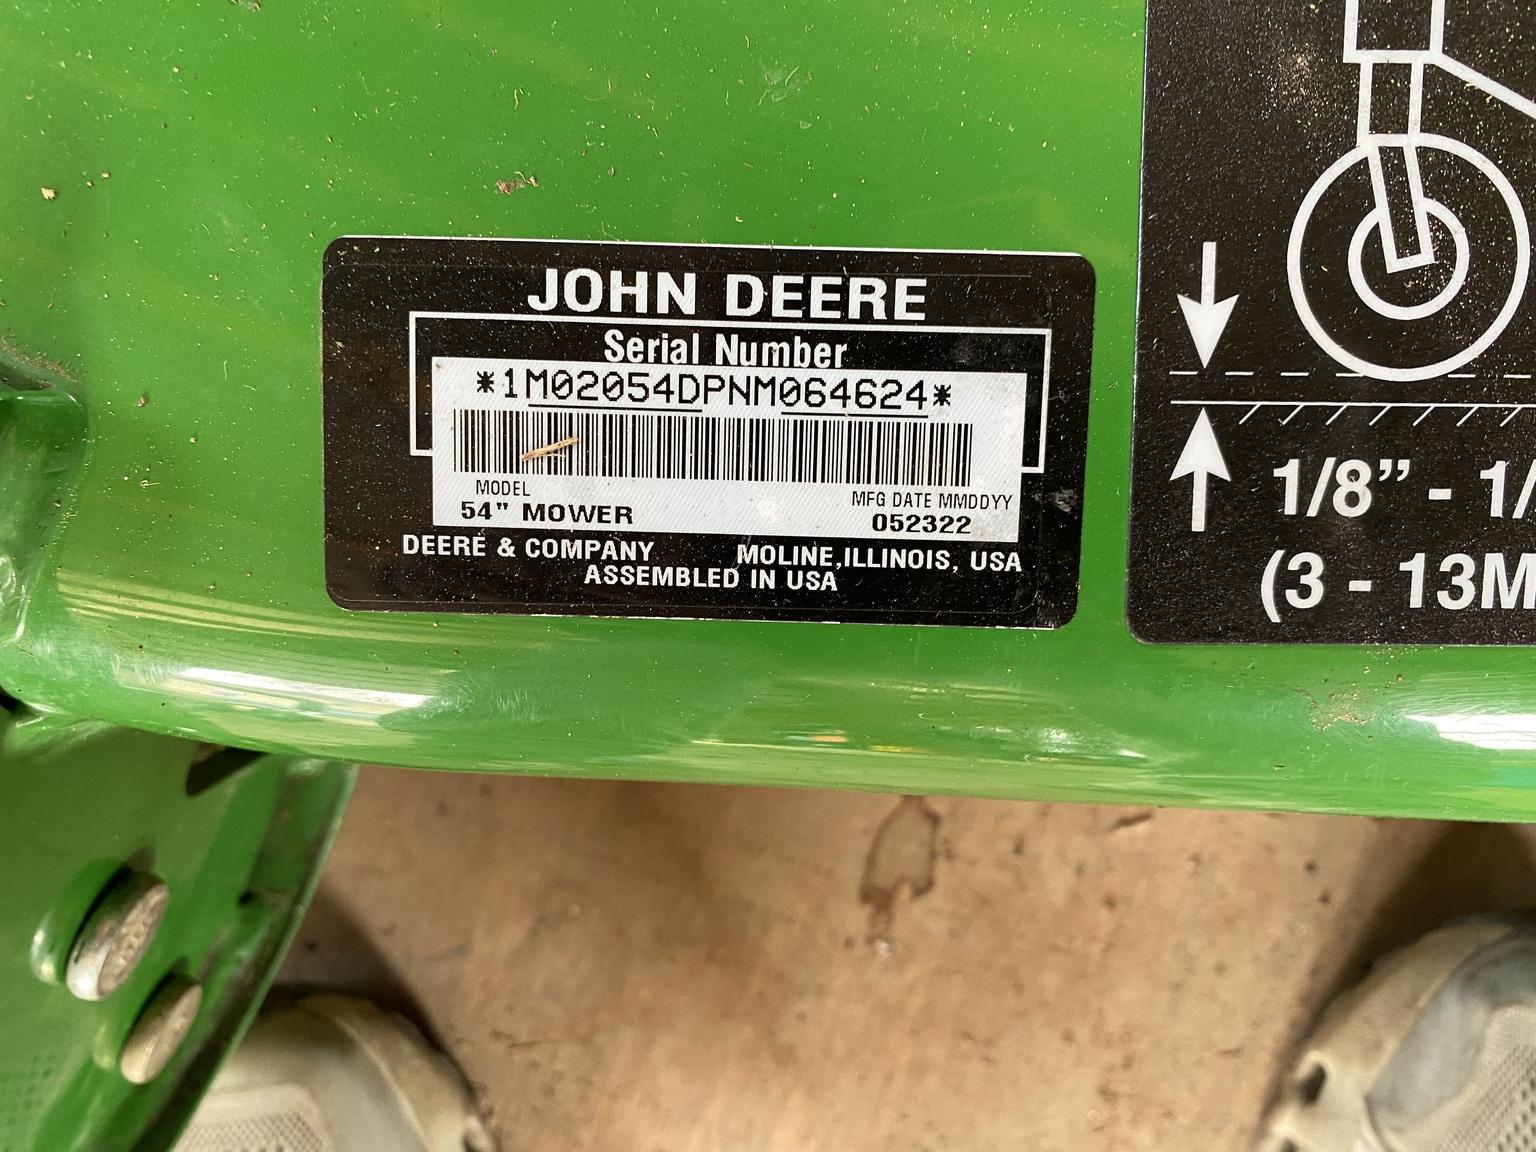 JOHN DEERE
Serial Number
*1M02054DPNM064624*
MODEL
54" MOWER
MFG DATE MMDDYY
052322
DEERE & COMPANY MOLINE,ILLINOIS, USA
ASSEMBLED IN USA
1/8” - 1/
(3 - 13M